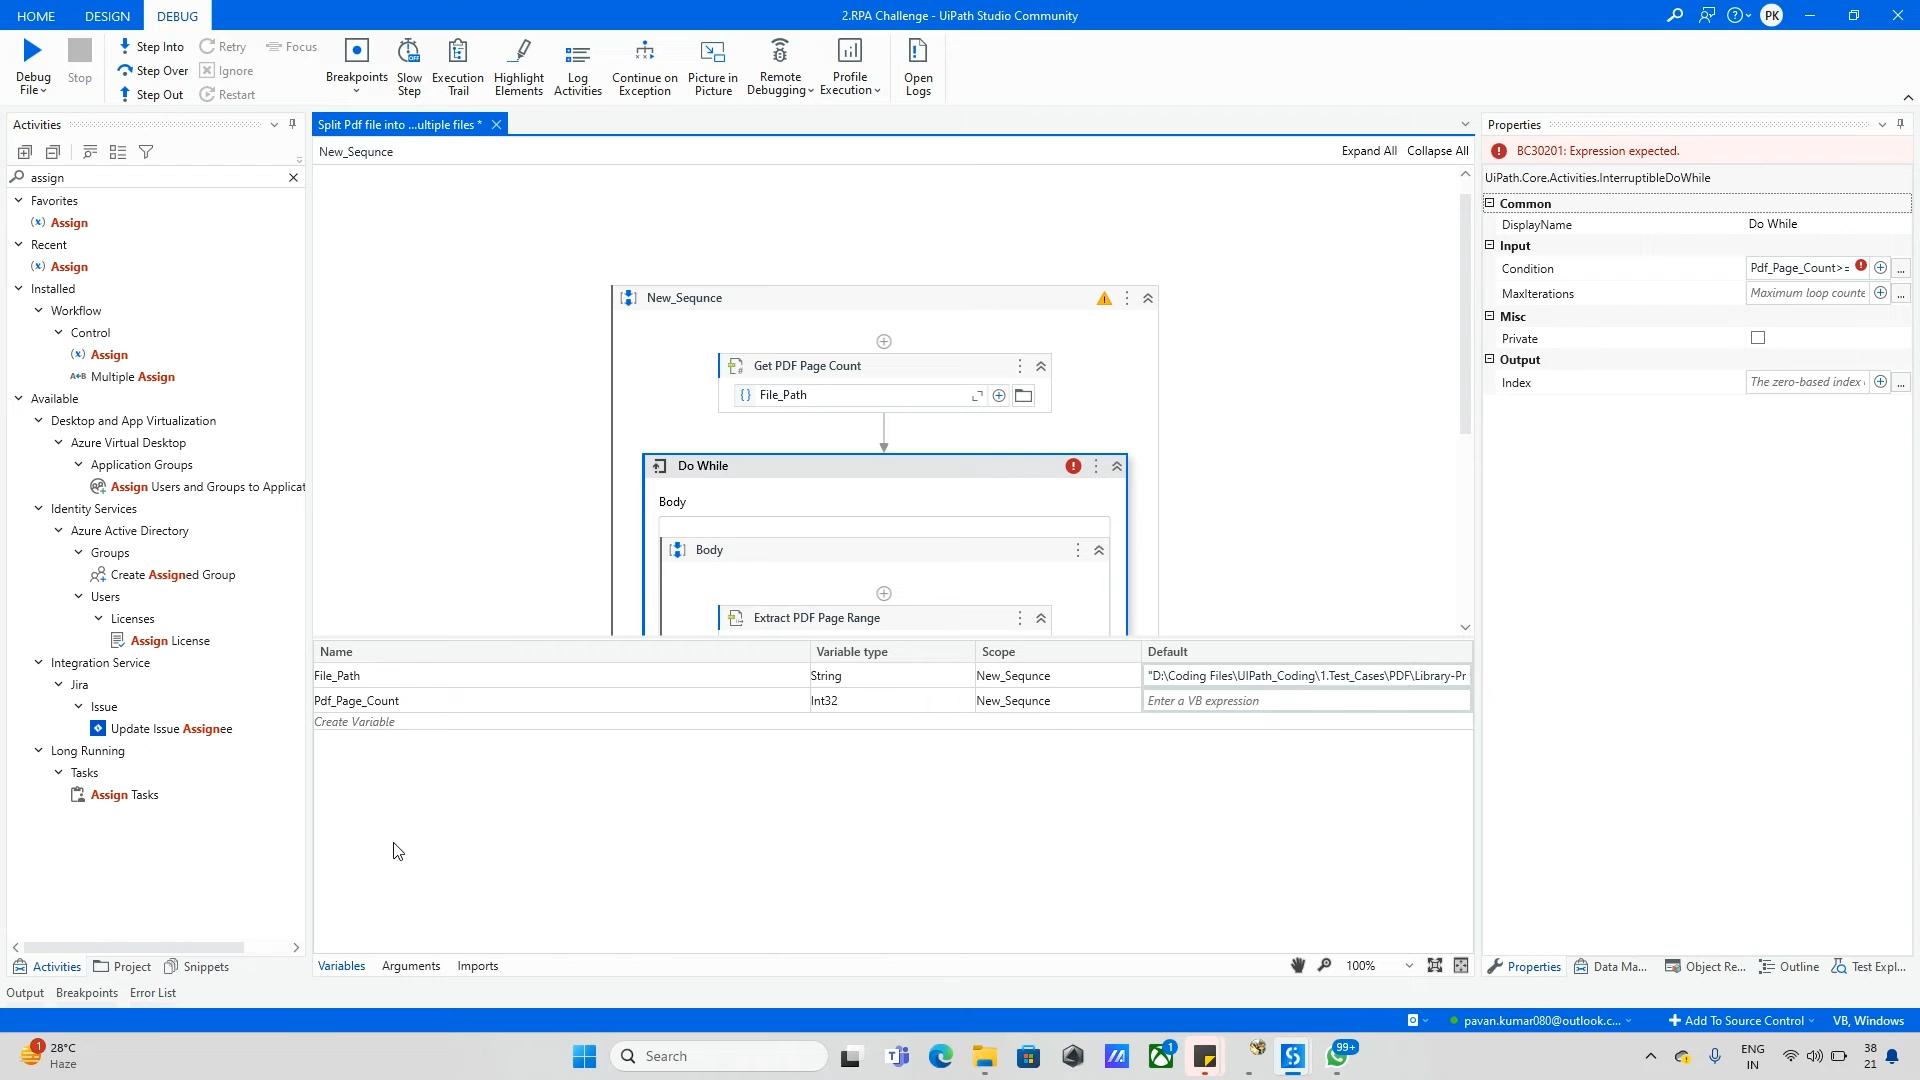 HOME DESIGN DEBUG 2.RPA Challenge - UiPath Studio Community PK
Debug File Stop
Step Into Retry Focus
Step Over Ignore
Step Out Restart
Breakpoints
Slow Step
Execution Trail
Highlight Elements
Log Activities
Continue on Exception
Picture in Picture
Remote Debugging
Profile Execution
Open Logs
Activities
assign
Favorites
Assign
Recent
Assign
Installed
Workflow
Control
Assign
Multiple Assign
Available
Desktop and App Virtualization
Azure Virtual Desktop
Application Groups
Assign Users and Groups to Applicat
Identity Services
Azure Active Directory
Groups
Create Assigned Group
Users
Licenses
Assign License
Integration Service
Jira
Issue
Update Issue Assignee
Long Running
Tasks
Assign Tasks
Activities Project Snippets
Split Pdf file into ...ultiple files *
New_Sequnce Expand All Collapse All
New_Sequnce
Get PDF Page Count
File_Path
Do While
Body
Body
Extract PDF Page Range
Name Variable type Scope Default
File_Path String New_Sequnce "D:\Coding Files\UIPath_Coding\1.Test_Cases\PDF\Library-Pr
Pdf_Page_Count Int32 New_Sequnce Enter a VB expression
Create Variable
Variables Arguments Imports 100%
Properties
BC30201: Expression expected.
UiPath.Core.Activities.InterruptibleDoWhile
Common
DisplayName Do While
Input
Condition Pdf_Page_Count>= ...
MaxIterations Maximum loop counte ...
Misc
Private
Output
Index The zero-based index ...
Properties Data Ma... Object Re... Outline Test Expl...
Output Breakpoints Error List
pavan.kumar080@outlook.c... Add To Source Control VB, Windows
1 28°C
Haze
Search
1
99+
ENG
IN
38
21